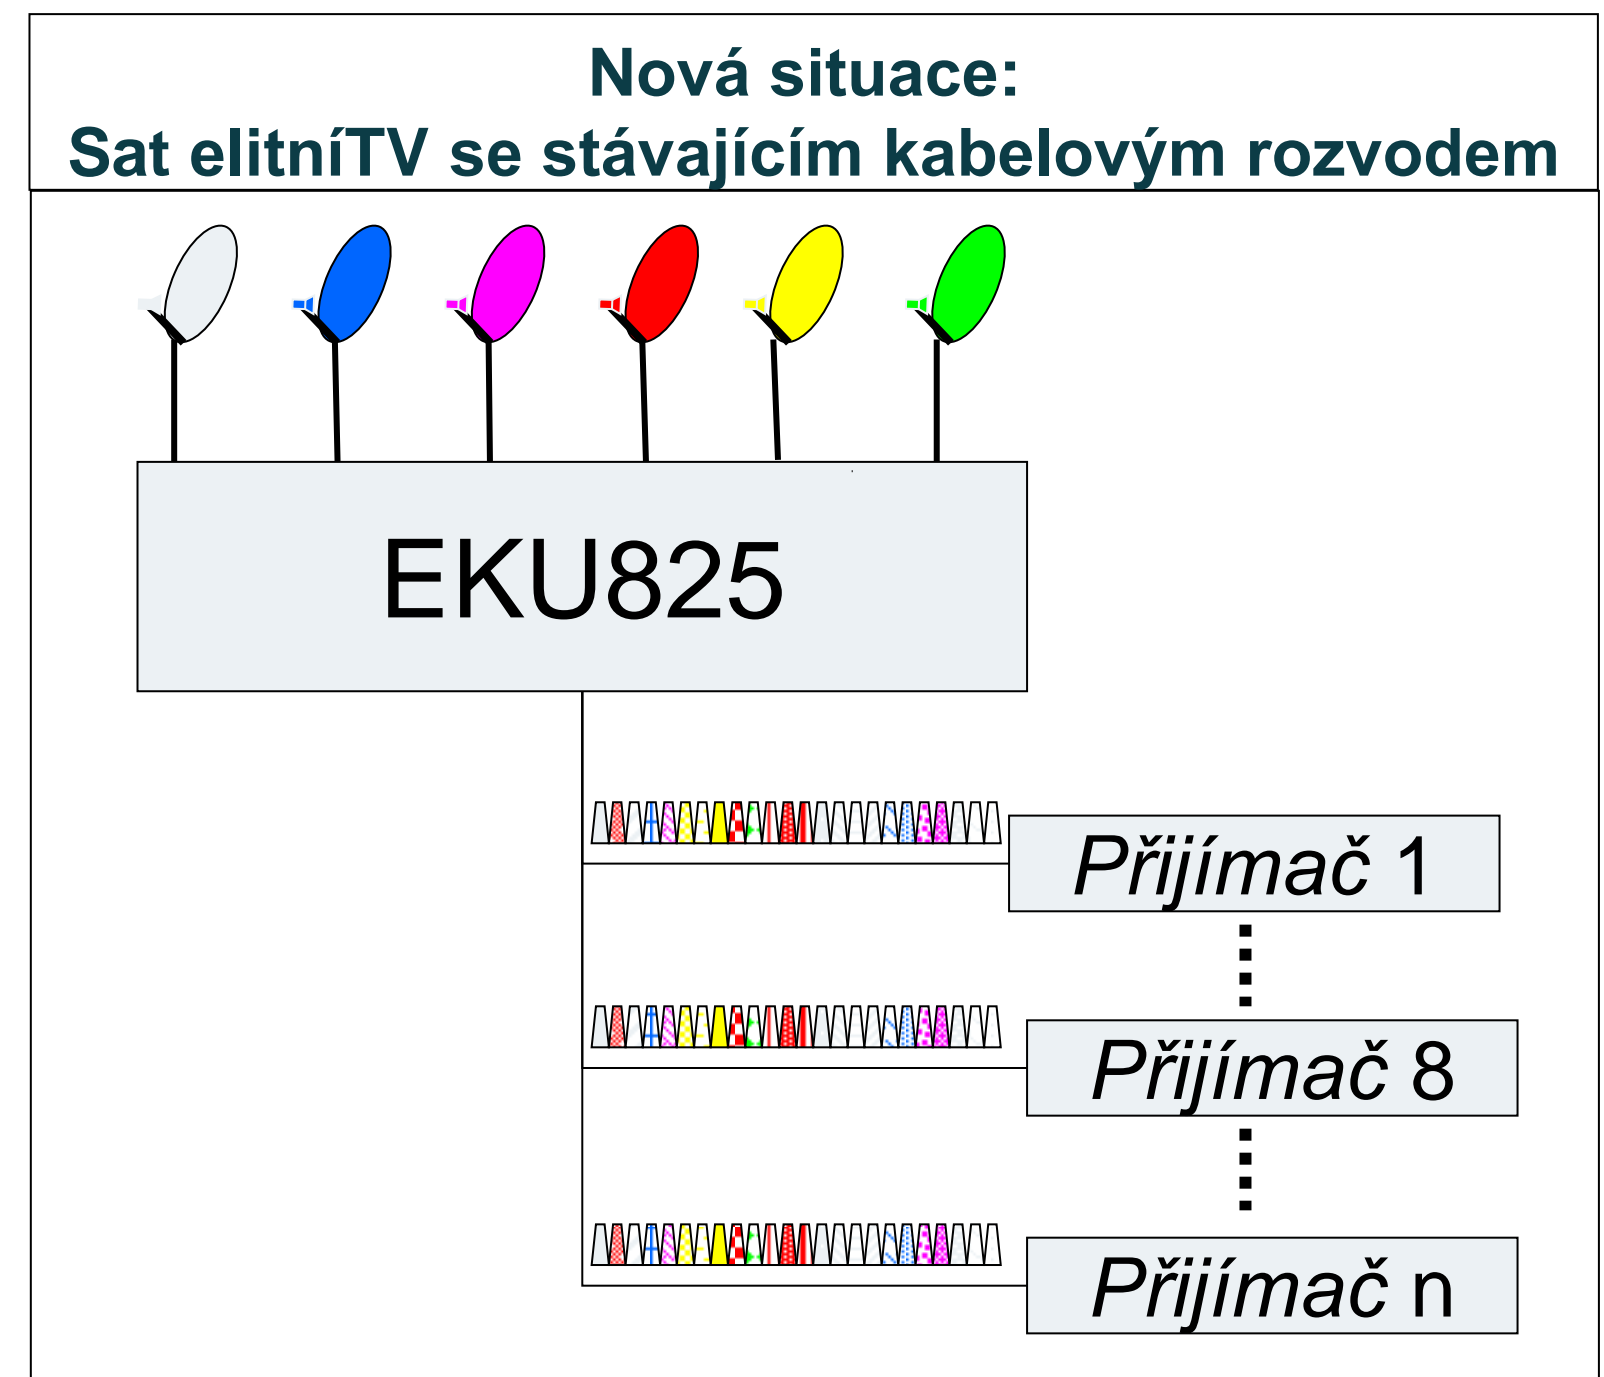 Nová situace:
Sat elitníTV se stávajícím kabelovým rozvodem
EKU825
Přijímač 1
Přijímač 8
Přijímač n